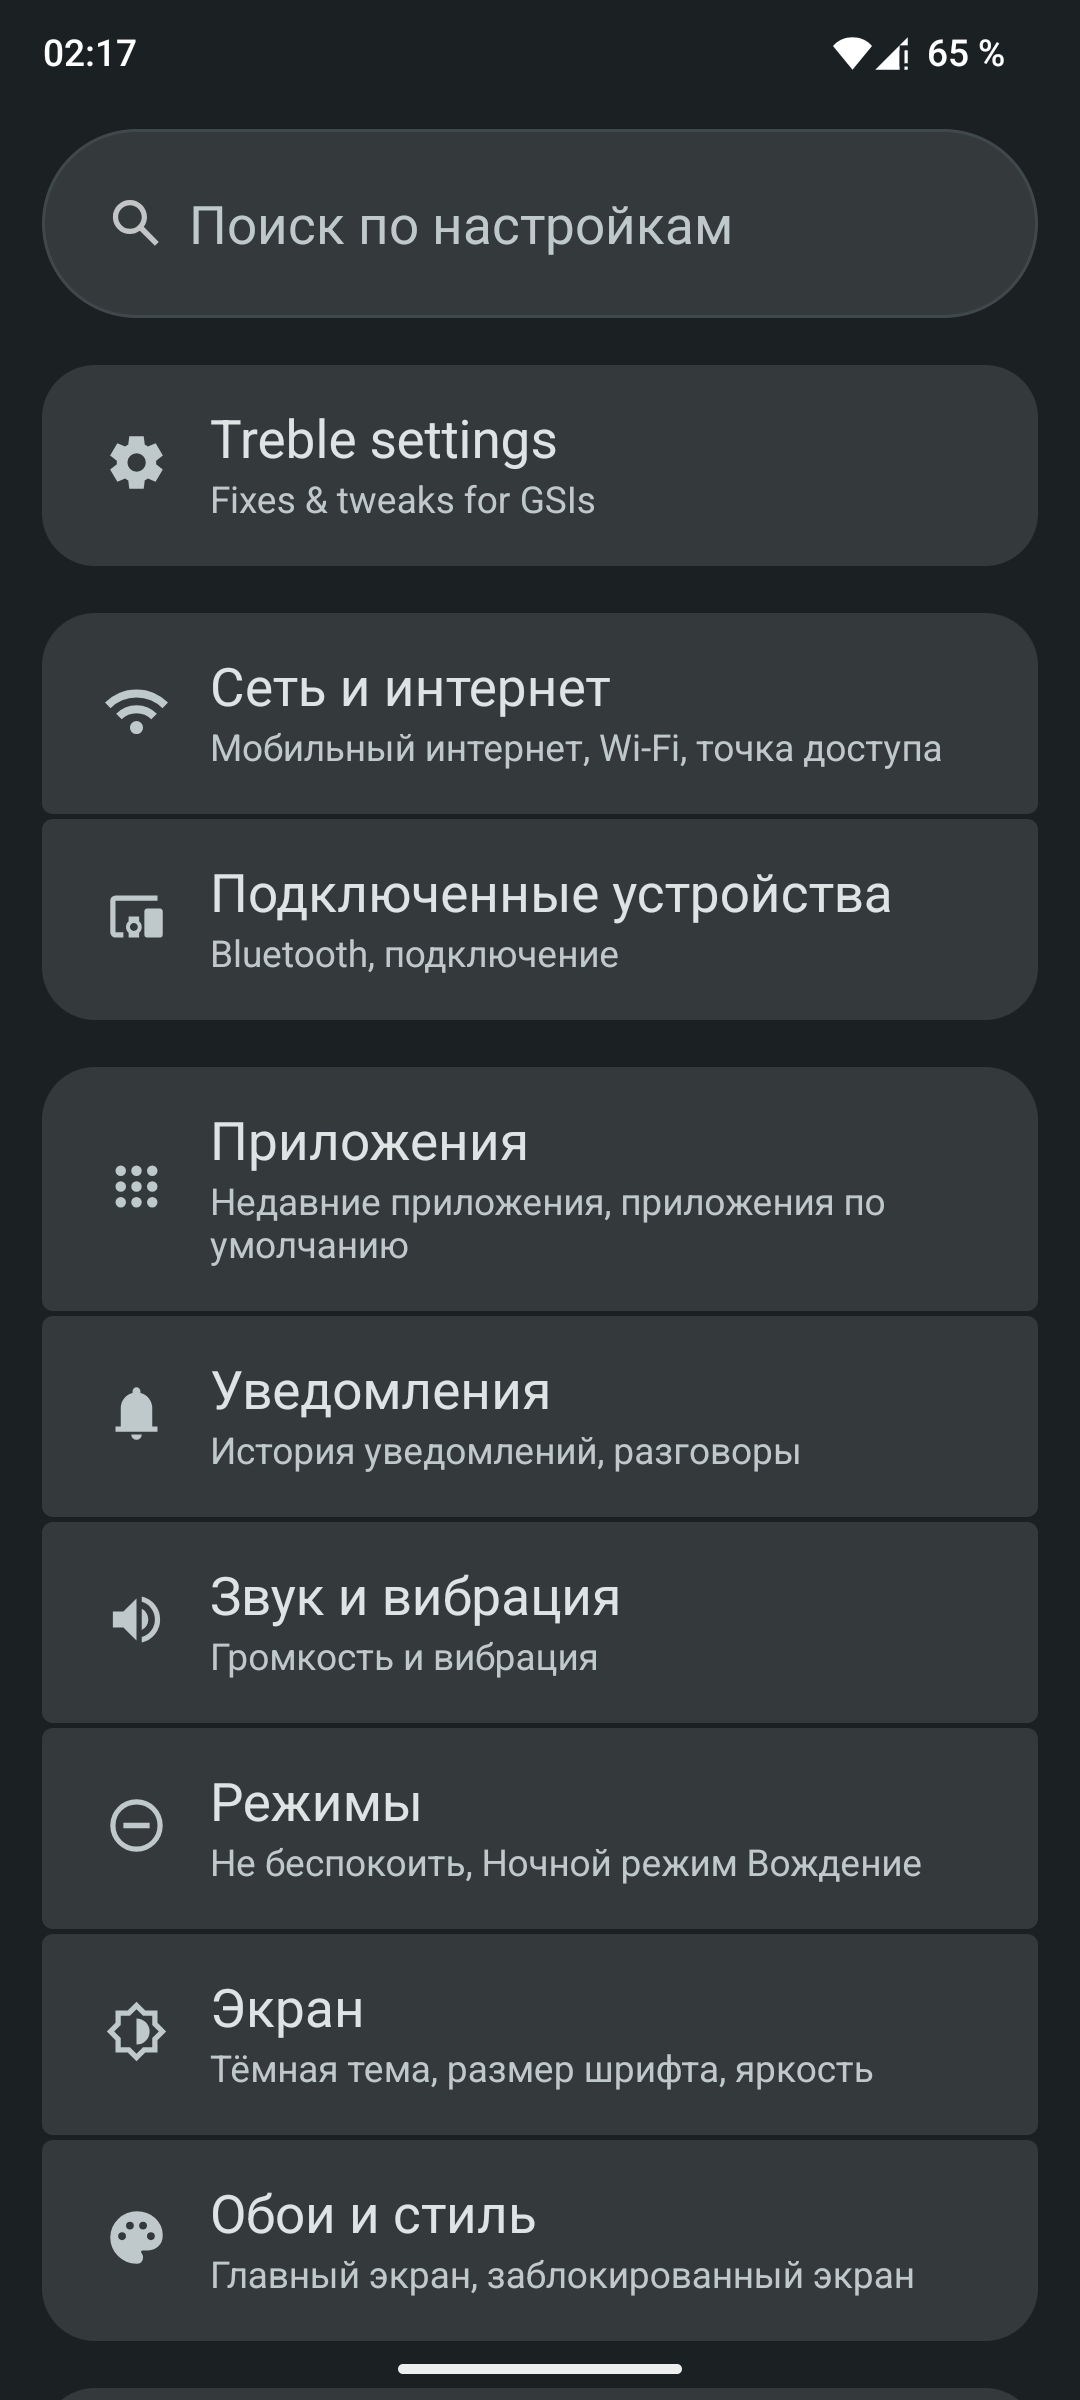 02:17
65 %
Поиск по настройкам
Treble settings
Fixes & tweaks for GSIs
Сеть и интернет
Мобильный интернет, Wi-Fi, точка доступа
Подключенные устройства
Bluetooth, подключение
Приложения
Недавние приложения, приложения по
умолчанию
Уведомления
История уведомлений, разговоры
Звук и вибрация
Громкость и вибрация
Режимы
Не беспокоить, Ночной режим Вождение
Экран
Тёмная тема, размер шрифта, яркость
Обои и стиль
Главный экран, заблокированный экран